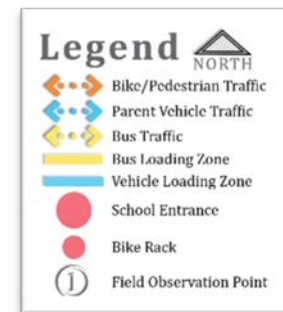 Legend
NORTH
Bike/Pedestrian Traffic
Parent Vehicle Traffic
Bus Traffic
Bus Loading Zone
Vehicle Loading Zone
School Entrance
Bike Rack
1 Field Observation Point